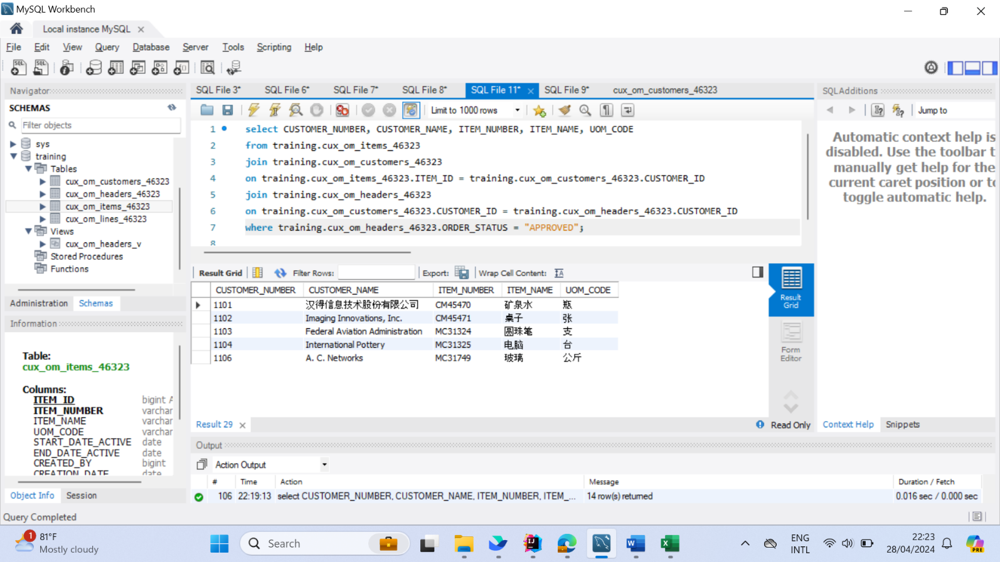 MySQL Workbench
Local instance MySQL
File Edit View Query Database Server Tools Scripting Help
Navigator
SCHEMAS
Filter objects
sys
training
Tables
cux_om_customers_46323
cux_om_headers_46323
cux_om_items_46323
cux_om_lines_46323
Views
cux_om_headers_v
Stored Procedures
Functions
Administration Schemas
Information
Table:
cux_om_items_46323
Columns:
ITEM_ID bigint A
ITEM_NUMBER varchar
ITEM_NAME varchar
UOM_CODE varchar
START_DATE_ACTIVE date
END_DATE_ACTIVE date
CREATED_BY bigint
CREATION_DATE date
Object Info Session
Query Completed
SQL File 3* SQL File 6* SQL File 7* SQL File 8* SQL File 11* SQL File 9* cux_om_customers_46323
Limit to 1000 rows
1 select CUSTOMER_NUMBER, CUSTOMER_NAME, ITEM_NUMBER, ITEM_NAME, UOM_CODE
2 from training.cux_om_items_46323
3 join training.cux_om_customers_46323
4 on training.cux_om_items_46323.ITEM_ID = training.cux_om_customers_46323.CUSTOMER_ID
5 join training.cux_om_headers_46323
6 on training.cux_om_customers_46323.CUSTOMER_ID = training.cux_om_headers_46323.CUSTOMER_ID
7 where training.cux_om_headers_46323.ORDER_STATUS = "APPROVED";
8
Result Grid Filter Rows: Export: Wrap Cell Content:
CUSTOMER_NUMBER CUSTOMER_NAME ITEM_NUMBER ITEM_NAME UOM_CODE
1101 汉得信息技术股份有限公司 CM45470 矿泉水 瓶
1102 Imaging Innovations, Inc. CM45471 桌子 张
1103 Federal Aviation Administration MC31324 圆珠笔 支
1104 International Pottery MC31325 电脑 台
1106 A. C. Networks MC31749 玻璃 公斤
Result Grid
Form Editor
Result 29
Read Only
Output
Action Output
# Time Action Message Duration / Fetch
106 22:19:13 select CUSTOMER_NUMBER, CUSTOMER_NAME, ITEM_NUMBER, ITEM_... 14 row(s) returned 0.016 sec / 0.000 sec
SQLAdditions
Jump to
Automatic context help is
disabled. Use the toolbar t
manually get help for the
current caret position or to
toggle automatic help.
Context Help Snippets
1
81°F
Mostly cloudy
Search
ENG
INTL
22:23
28/04/2024
PRE